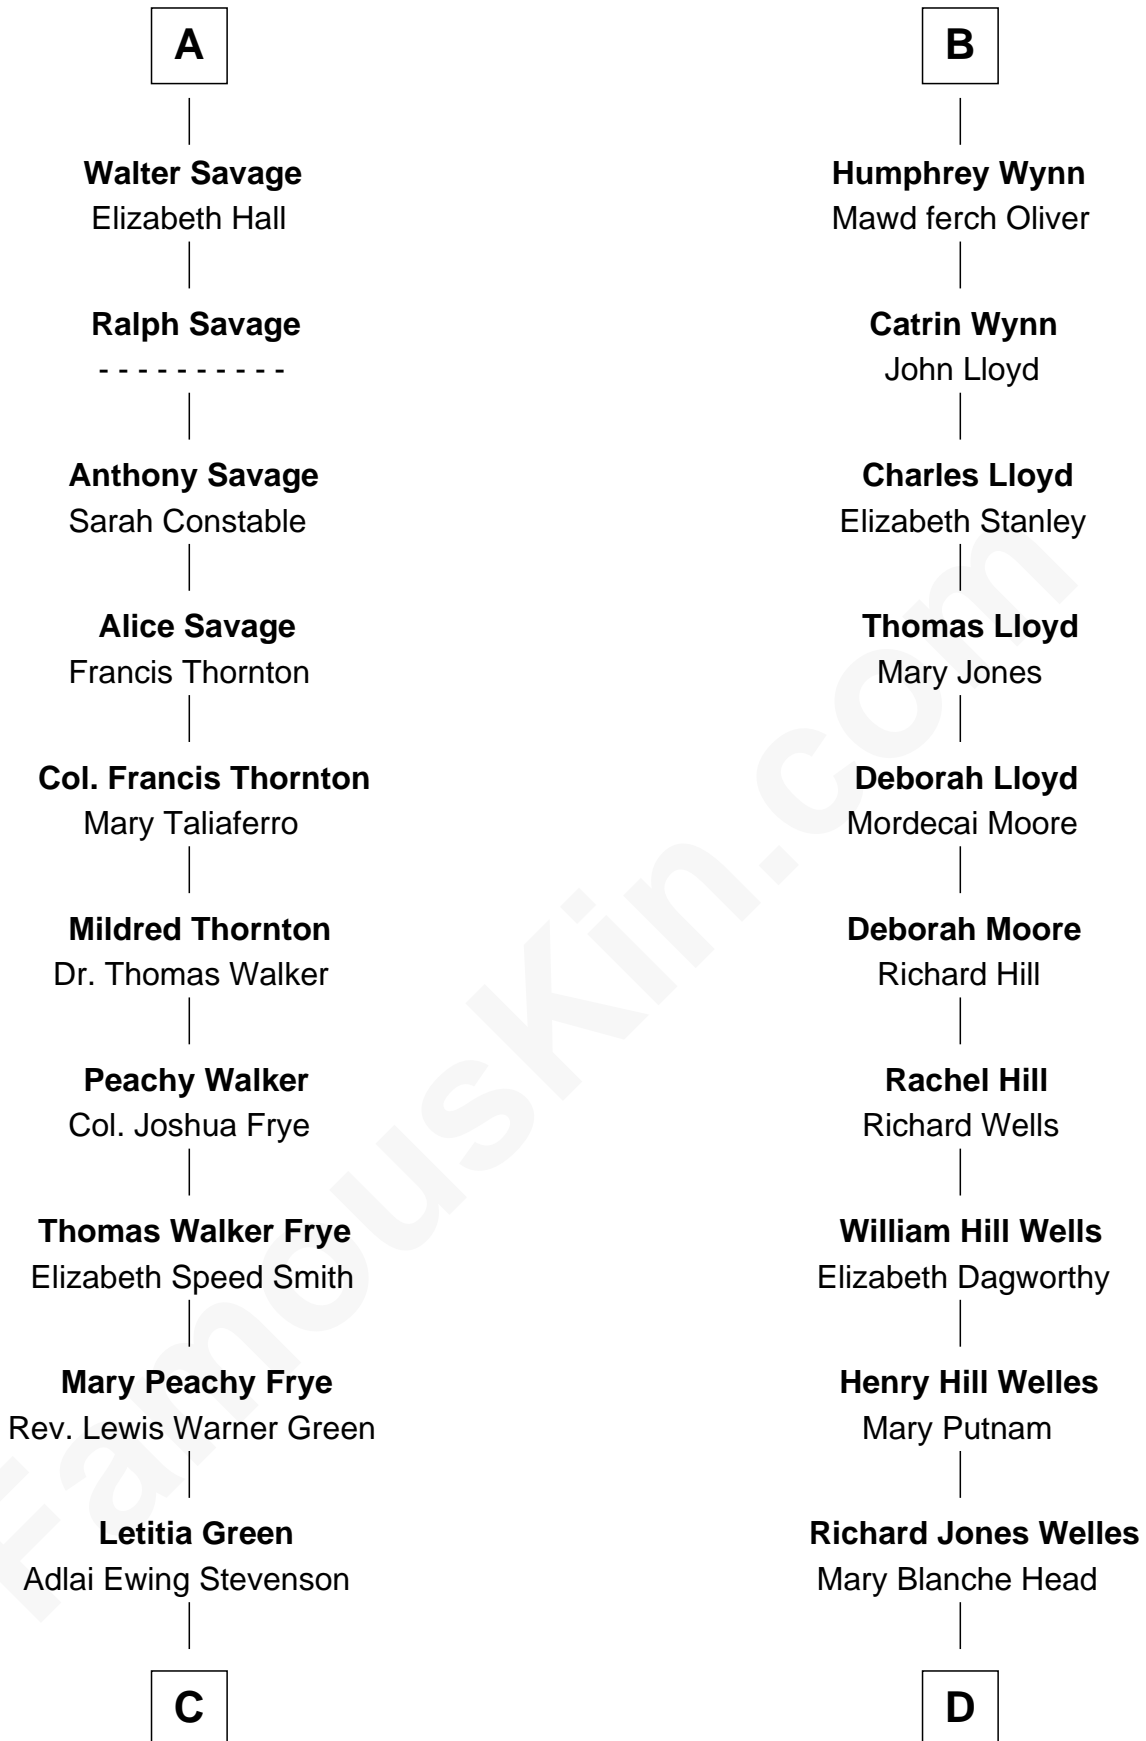 A
Walter Savage
Elizabeth Hall
Ralph Savage
- - - - - - - - - -
Anthony Savage
Sarah Constable
Alice Savage
Francis Thornton
Col. Francis Thornton
Mary Taliaferro
Mildred Thornton
Dr. Thomas Walker
Peachy Walker
Col. Joshua Frye
Thomas Walker Frye
Elizabeth Speed Smith
Mary Peachy Frye
Rev. Lewis Warner Green
Letitia Green
Adlai Ewing Stevenson
C
B
Humphrey Wynn
Mawd ferch Oliver
Catrin Wynn
John Lloyd
Charles Lloyd
Elizabeth Stanley
Thomas Lloyd
Mary Jones
Deborah Lloyd
Mordecai Moore
Deborah Moore
Richard Hill
Rachel Hill
Richard Wells
William Hill Wells
Elizabeth Dagworthy
Henry Hill Welles
Mary Putnam
Richard Jones Welles
Mary Blanche Head
D
FamousKin.com